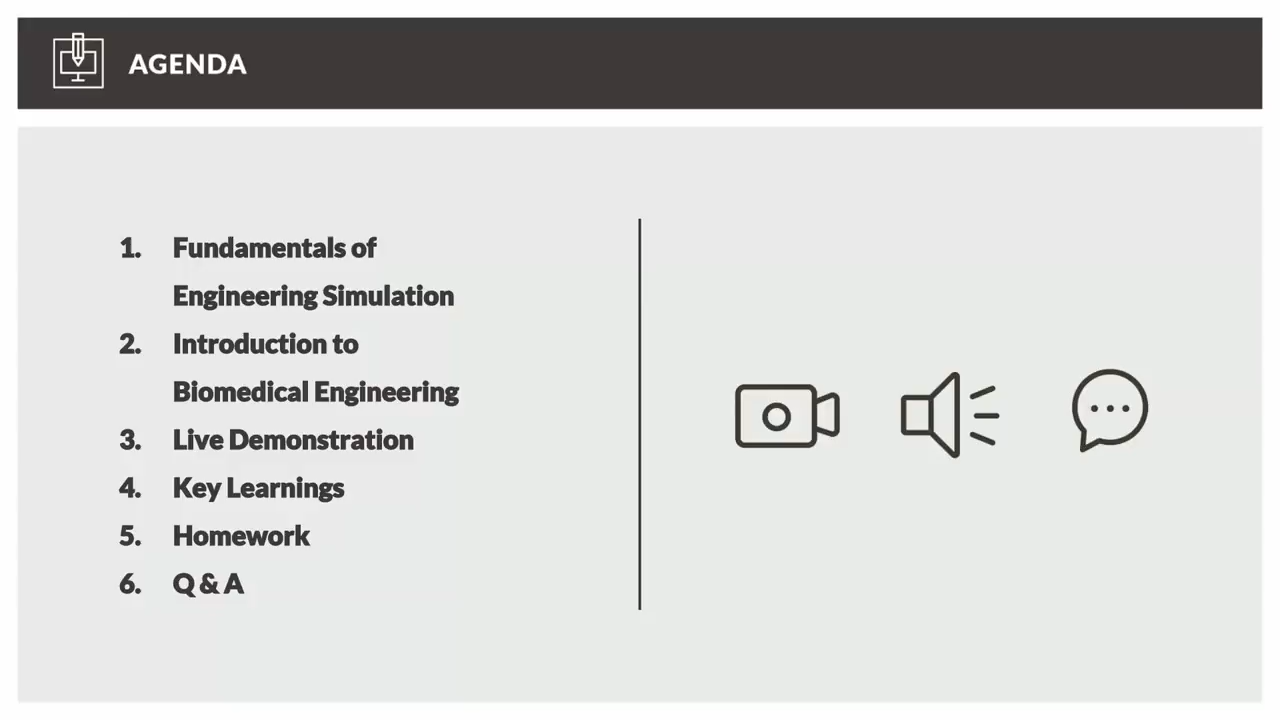 AGENDA
1. Fundamentals of
Engineering Simulation
2. Introduction to
Biomedical Engineering
3. Live Demonstration
4. Key Learnings
5. Homework
6. Q & A